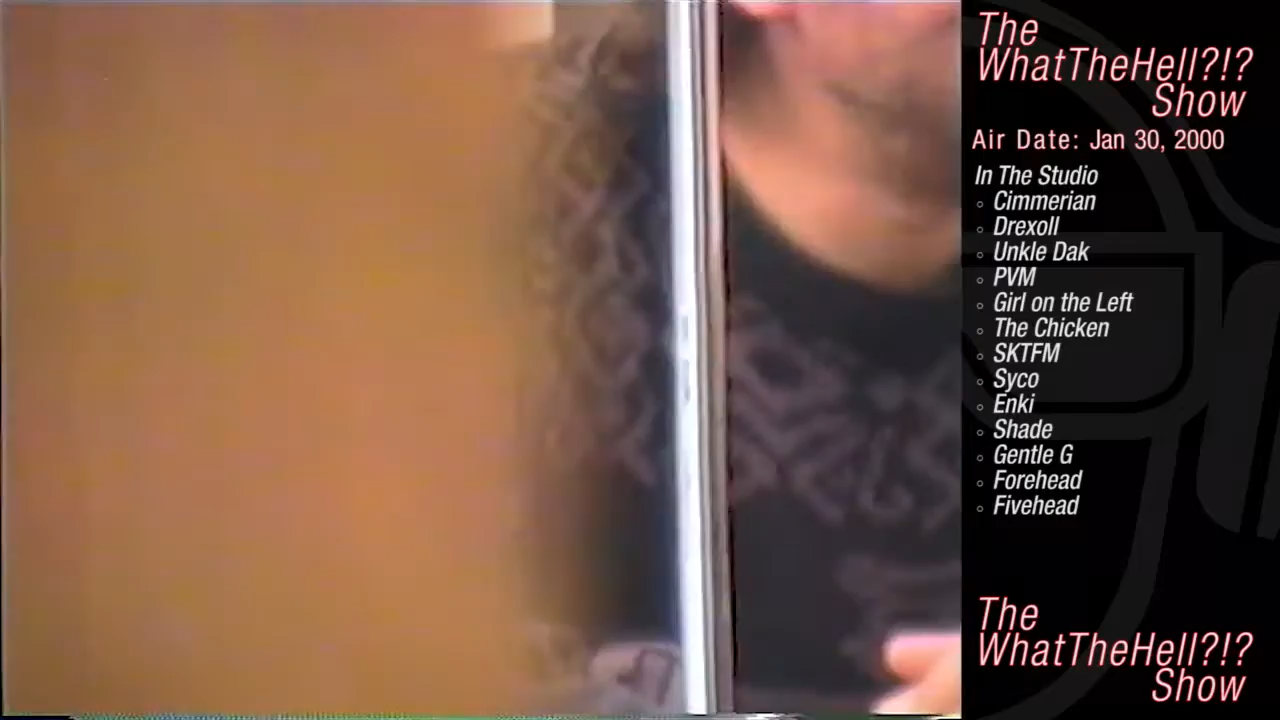 The
WhatTheHell?!?
Show
Air Date: Jan 30, 2000
In The Studio
Cimmerian
Drexoll
Unkle Dak
PVM
Girl on the Left
The Chicken
SKTFM
Syco
Enki
Shade
Gentle G
Forehead
Fivehead
The
WhatTheHell?!?
Show